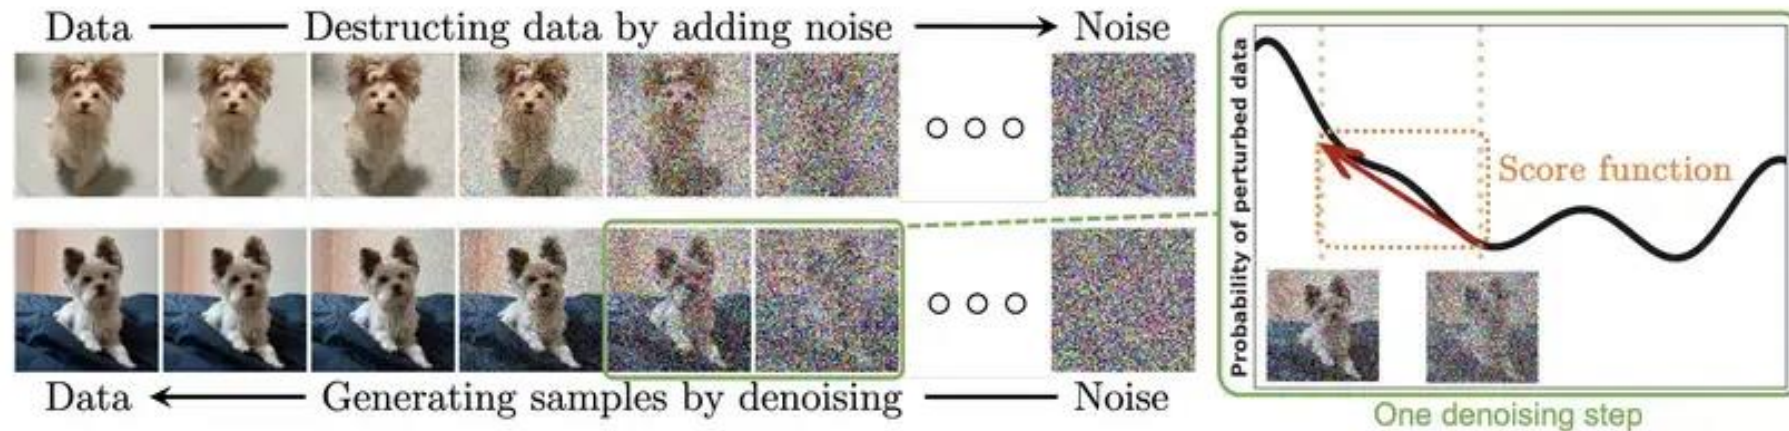 Data Destructing data by adding noise Noise
Data Generating samples by denoising Noise
Probability of perturbed data
Score function
One denoising step